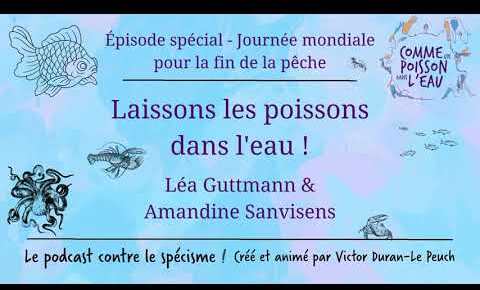 Épisode spécial - Journée mondiale
pour la fin de la pêche
COMME UN
POISSON
DANS
L'EAU
Laissons les poissons
dans l'eau !
Léa Guttmann &
Amandine Sanvisens
Le podcast contre le spécisme ! Créé et animé par Victor Duran-Le Peuch